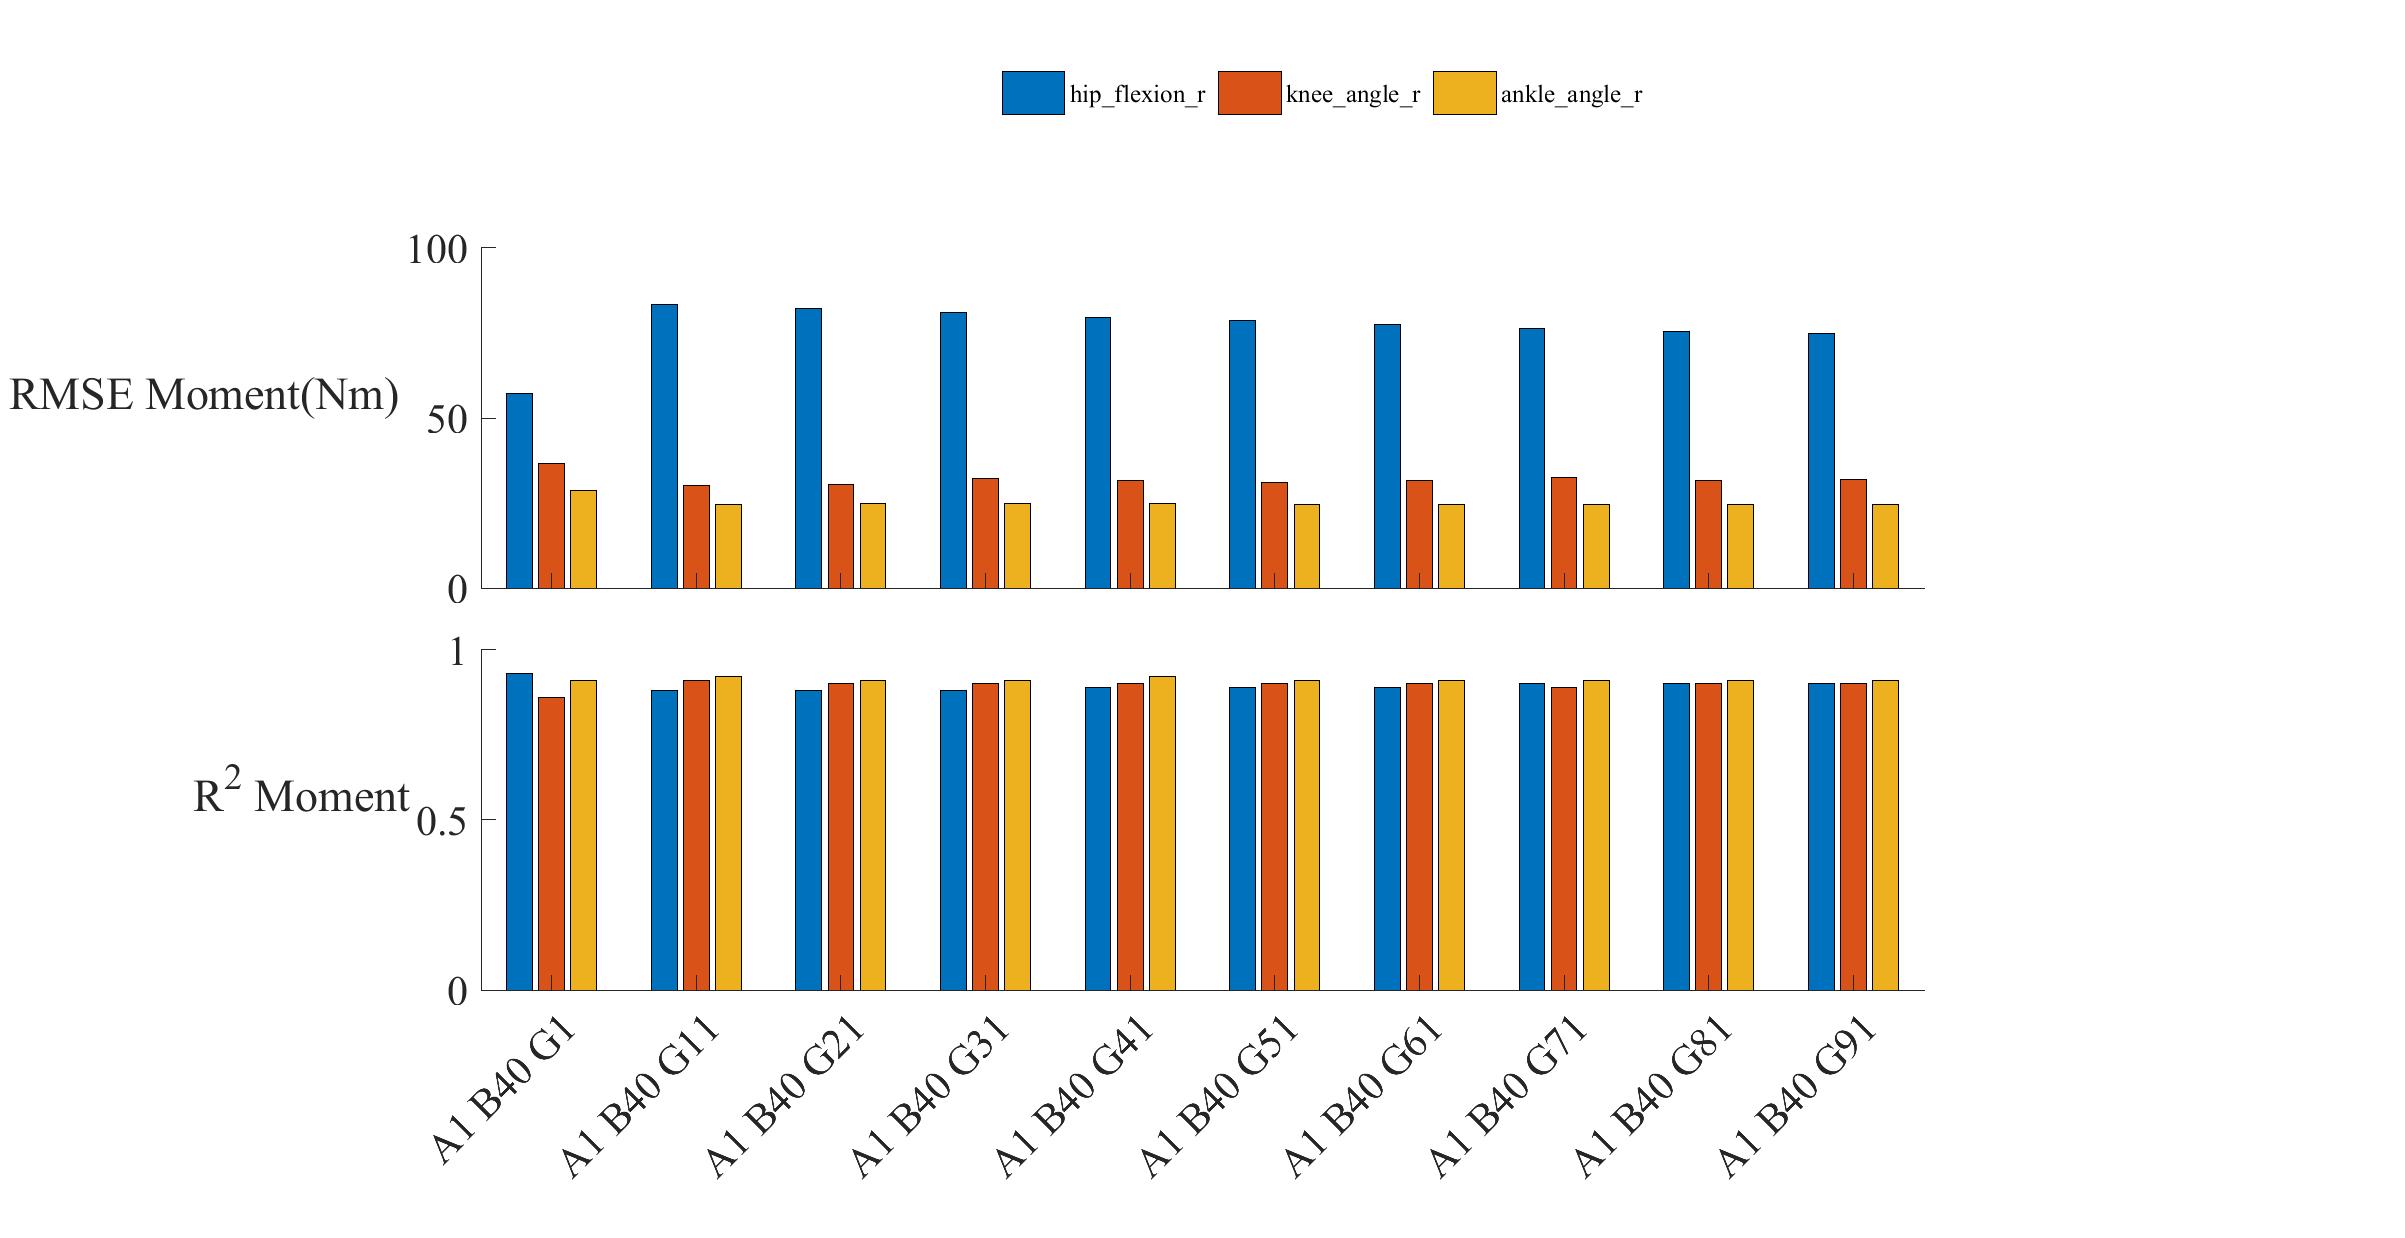 hip_flexion_r knee_angle_r ankle_angle_r
100
RMSE Moment(Nm)
50
0
1
R² Moment
0.5
0
A1 B40 G1
A1 B40 G11
A1 B40 G21
A1 B40 G31
A1 B40 G41
A1 B40 G51
A1 B40 G61
A1 B40 G71
A1 B40 G81
A1 B40 G91